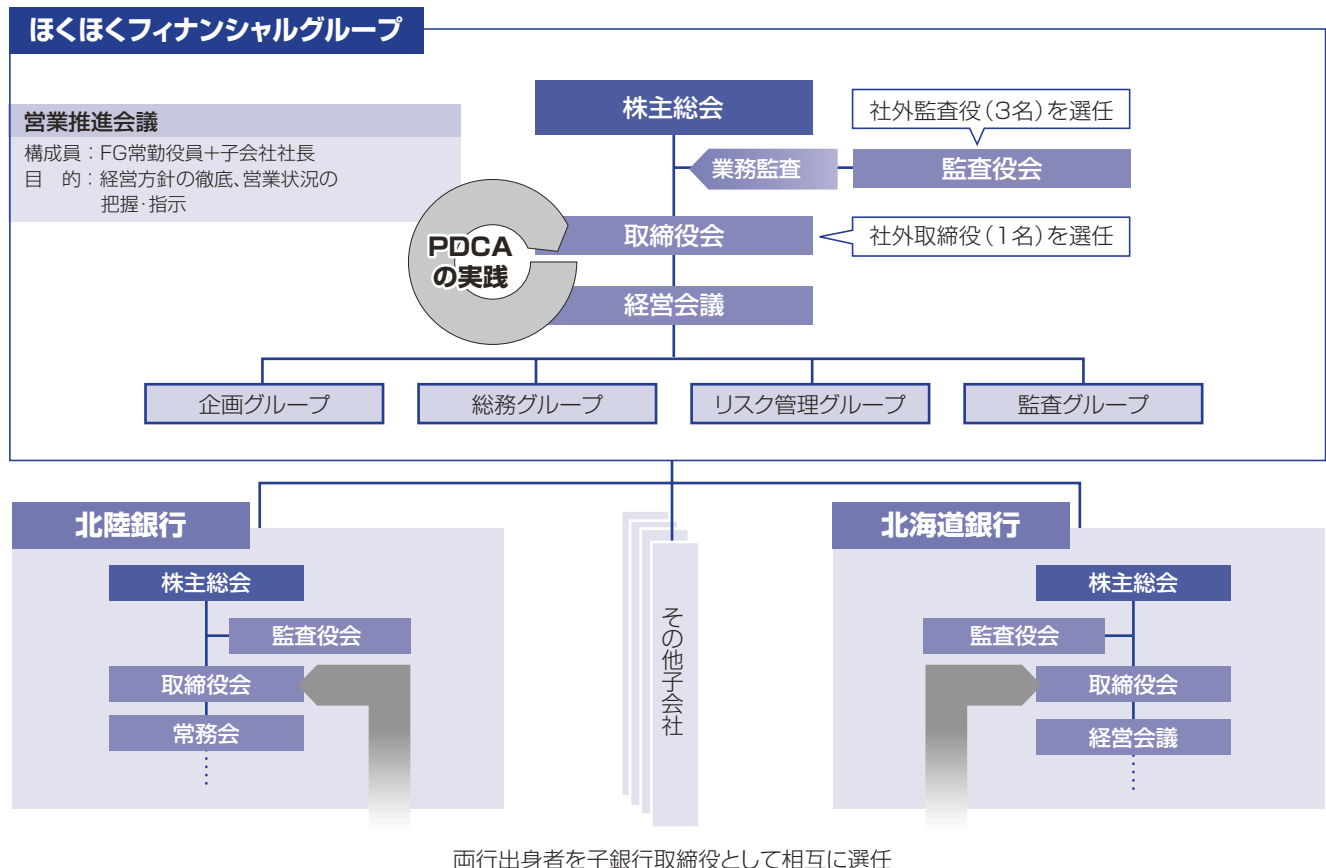 ほくほくフィナンシャルグループ
営業推進会議
構成員：FG常勤役員+子会社社長
目　的：経営方針の徹底、営業状況の
把握・指示
株主総会
社外監査役（3名）を選任
業務監査
監査役会
PDCA
の実践
取締役会
社外取締役（1名）を選任
経営会議
企画グループ
総務グループ
リスク管理グループ
監査グループ
北陸銀行
株主総会
監査役会
取締役会
常務会
その他子会社
北海道銀行
株主総会
監査役会
取締役会
経営会議
両行出身者を子銀行取締役として相互に選任